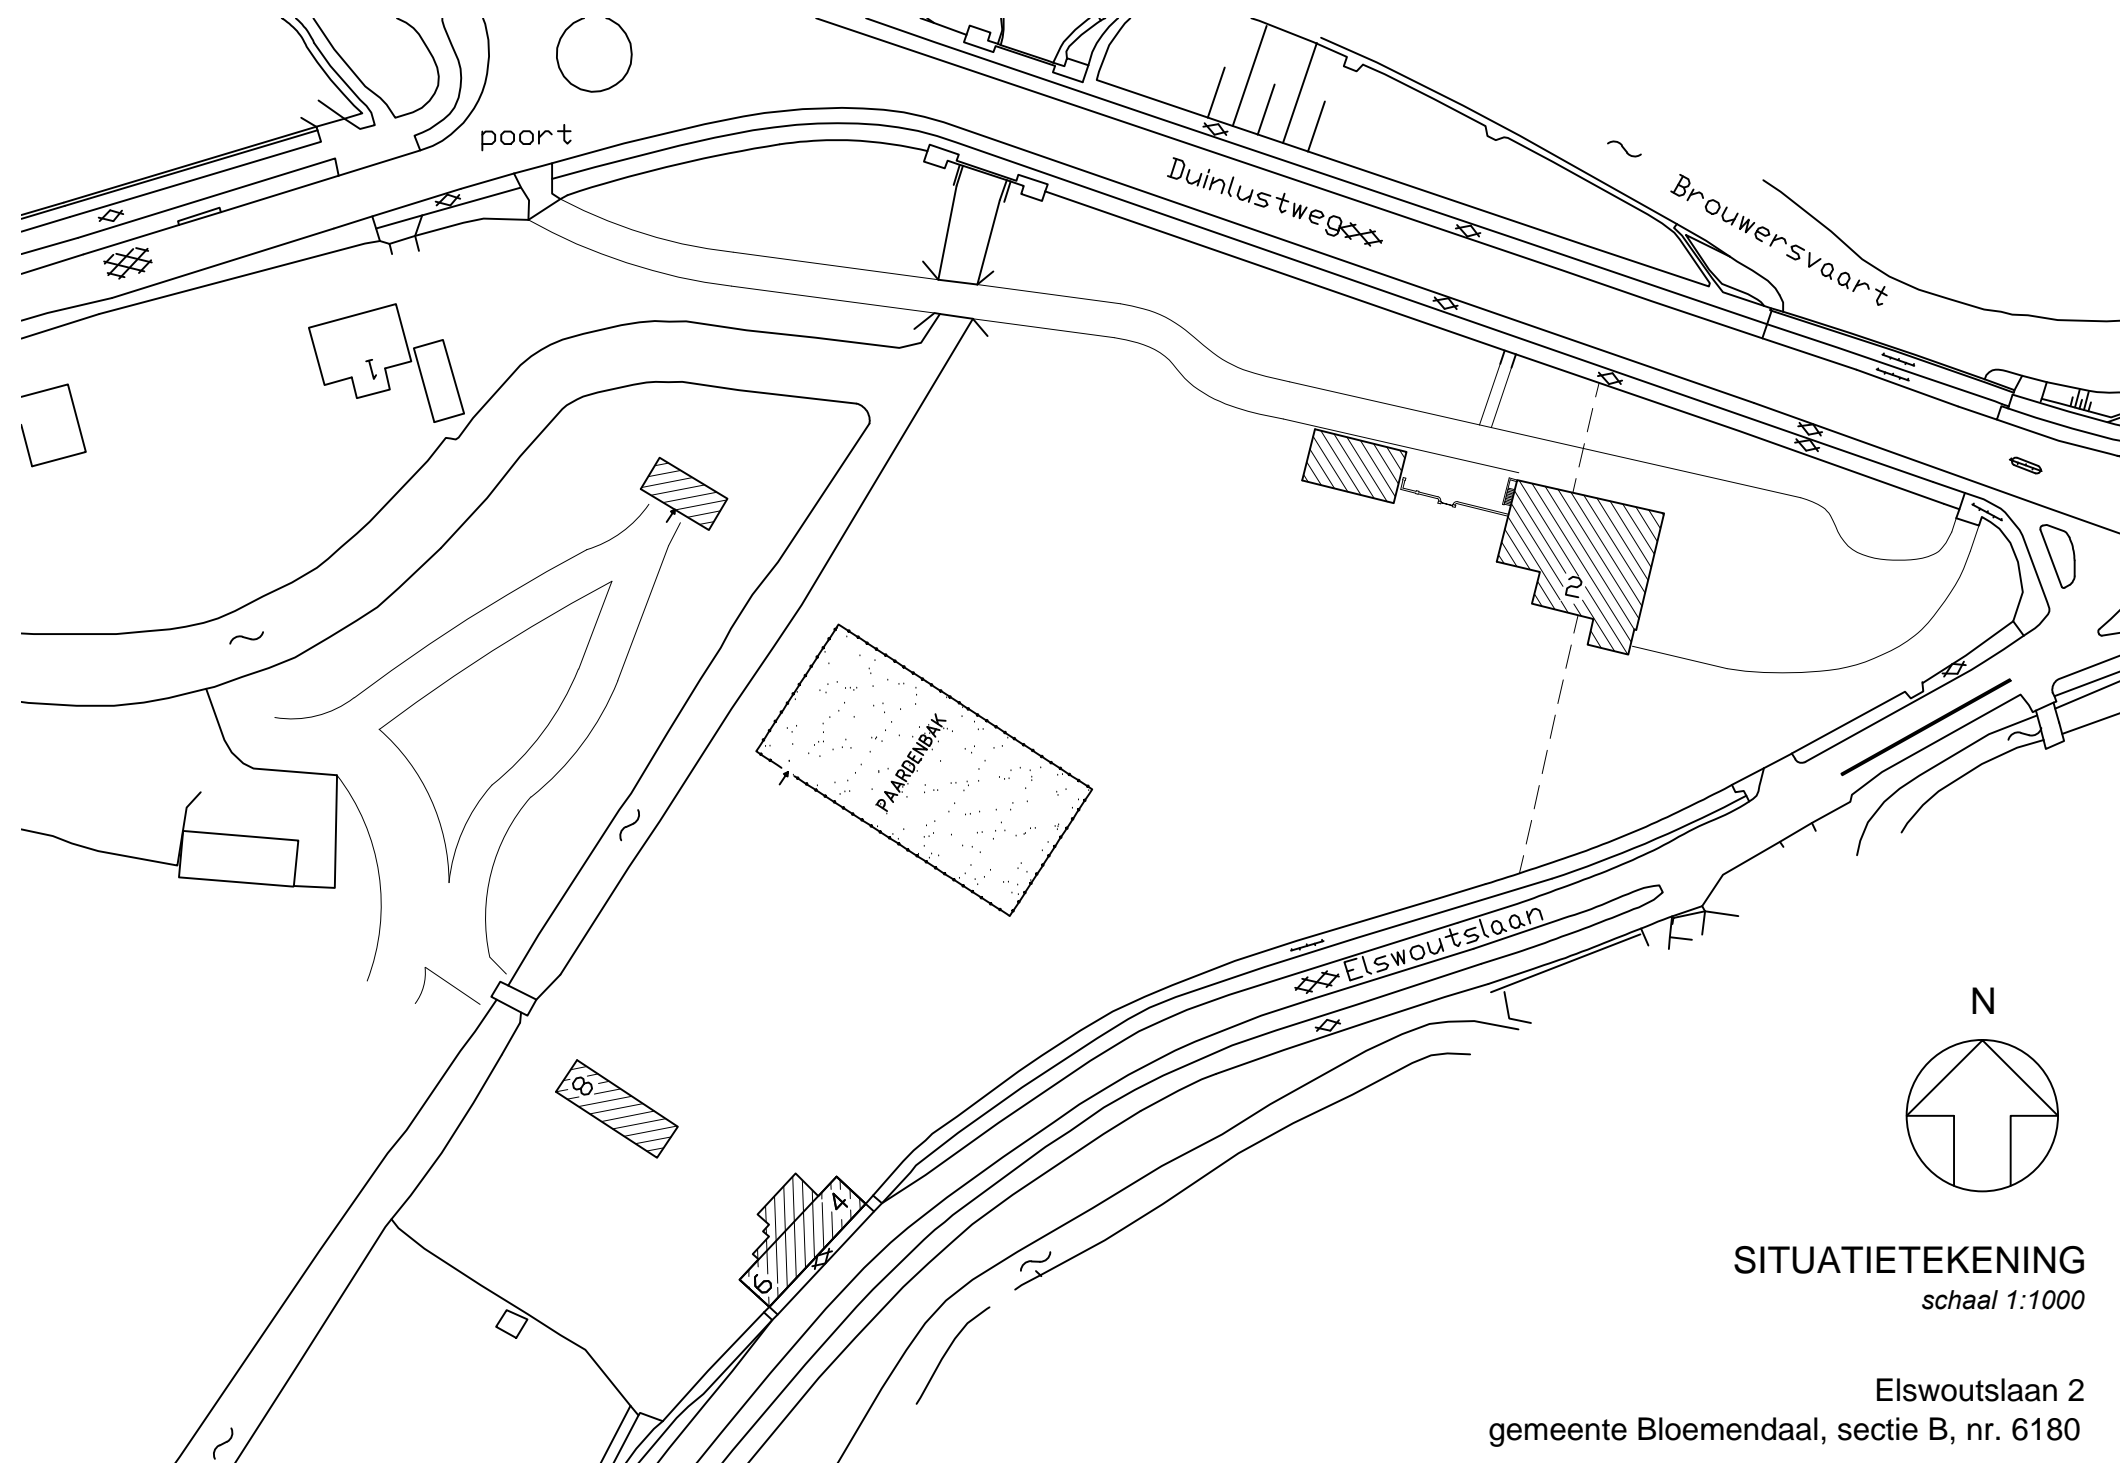 poort
Duinlustweg
Brouwersvaart
1
2
PAARDENBAK
Elswoutslaan
8
4
6
N
SITUATIETEKENING
schaal 1:1000
Elswoutslaan 2
gemeente Bloemendaal, sectie B, nr. 6180